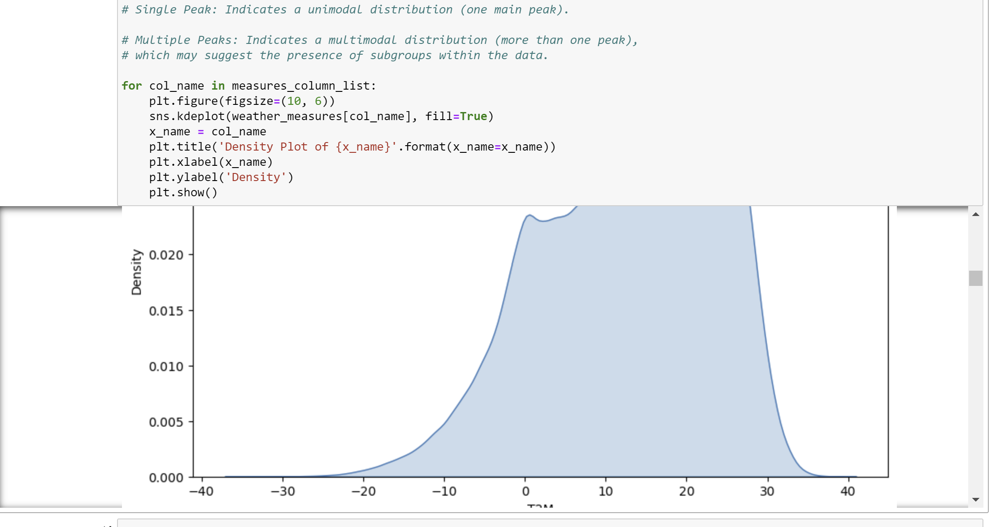 # Single Peak: Indicates a unimodal distribution (one main peak).
# Multiple Peaks: Indicates a multimodal distribution (more than one peak),
# which may suggest the presence of subgroups within the data.
for col_name in measures_column_list:
    plt.figure(figsize=(10, 6))
    sns.kdeplot(weather_measures[col_name], fill=True)
    x_name = col_name
    plt.title('Density Plot of {x_name}'.format(x_name=x_name))
    plt.xlabel(x_name)
    plt.ylabel('Density')
    plt.show()
Density
0.020
0.015
0.010
0.005
0.000
−40 −30 −20 −10 0 10 20 30 40